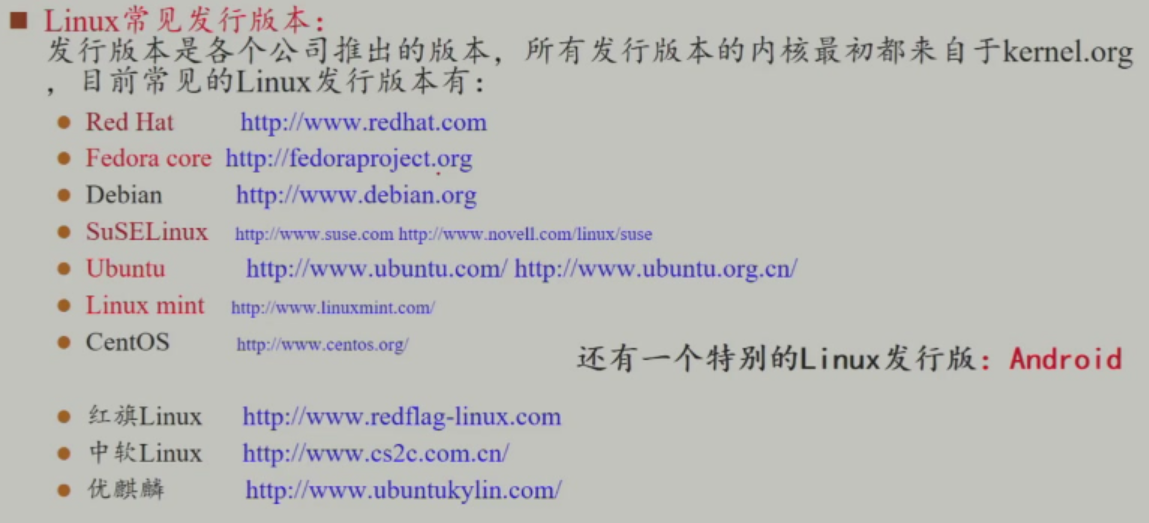 Linux常见发行版本：
发行版本是各个公司推出的版本，所有发行版本的内核最初都来自于kernel.org
，目前常见的Linux发行版本有：
Red Hat http://www.redhat.com
Fedora core http://fedoraproject.org
Debian http://www.debian.org
SuSELinux http://www.suse.com http://www.novell.com/linux/suse
Ubuntu http://www.ubuntu.com/ http://www.ubuntu.org.cn/
Linux mint http://www.linuxmint.com/
CentOS http://www.centos.org/
还有一个特别的Linux发行版：Android
红旗Linux http://www.redflag-linux.com
中软Linux http://www.cs2c.com.cn/
优麒麟 http://www.ubuntukylin.com/